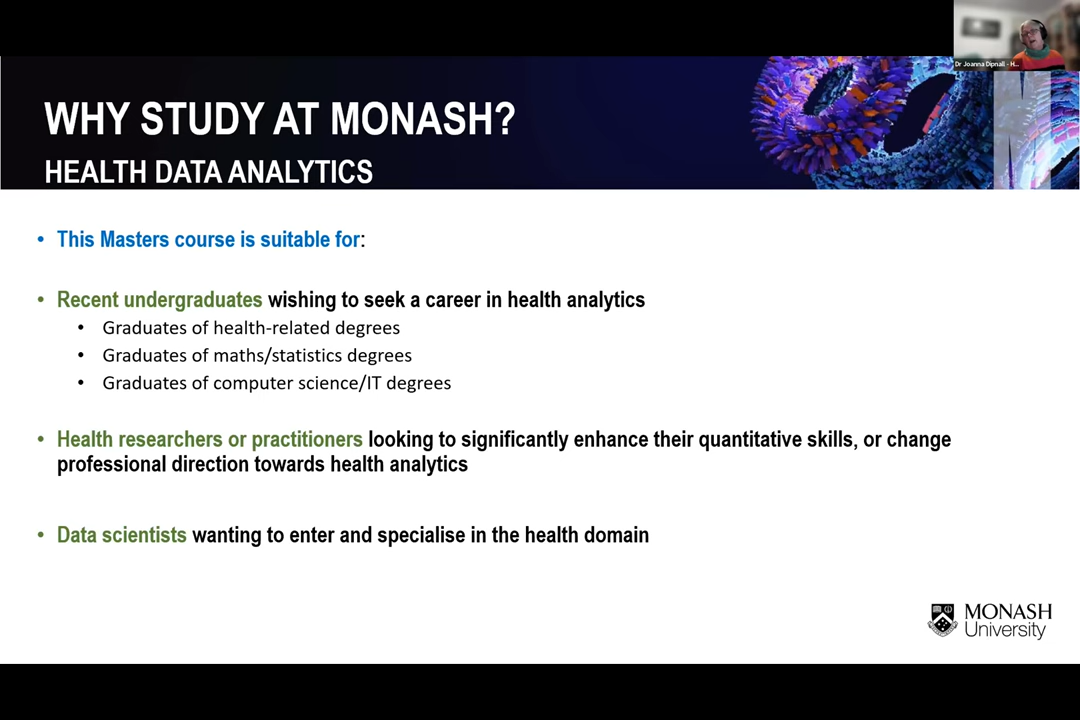 Dr Joanna Dipnall - H...
WHY STUDY AT MONASH?
HEALTH DATA ANALYTICS
• This Masters course is suitable for:
• Recent undergraduates wishing to seek a career in health analytics
• Graduates of health-related degrees
• Graduates of maths/statistics degrees
• Graduates of computer science/IT degrees
• Health researchers or practitioners looking to significantly enhance their quantitative skills, or change
professional direction towards health analytics
• Data scientists wanting to enter and specialise in the health domain
MONASH
University